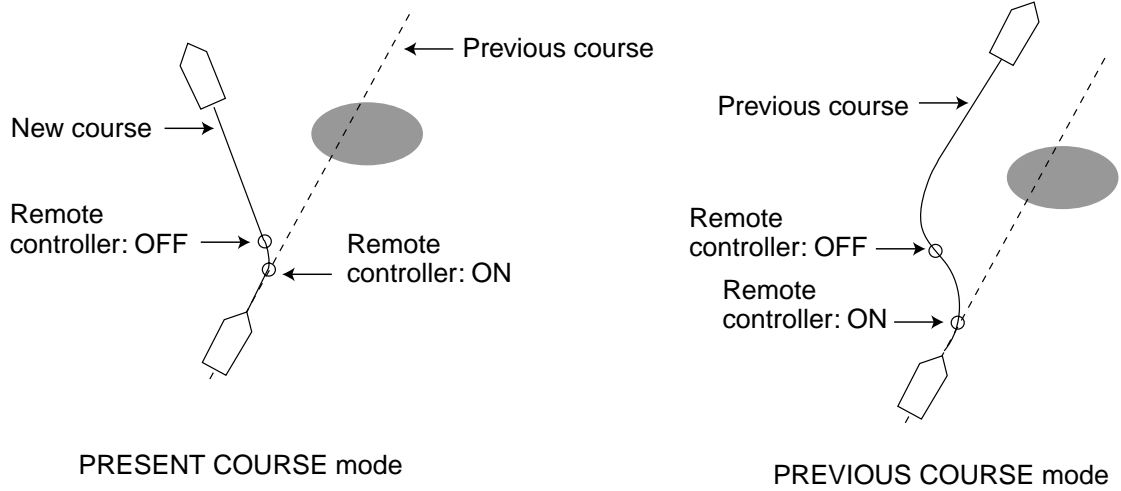 Previous course
New course
Remote
controller: OFF
Remote
controller: ON
PRESENT COURSE mode
Previous course
Remote
controller: OFF
Remote
controller: ON
PREVIOUS COURSE mode